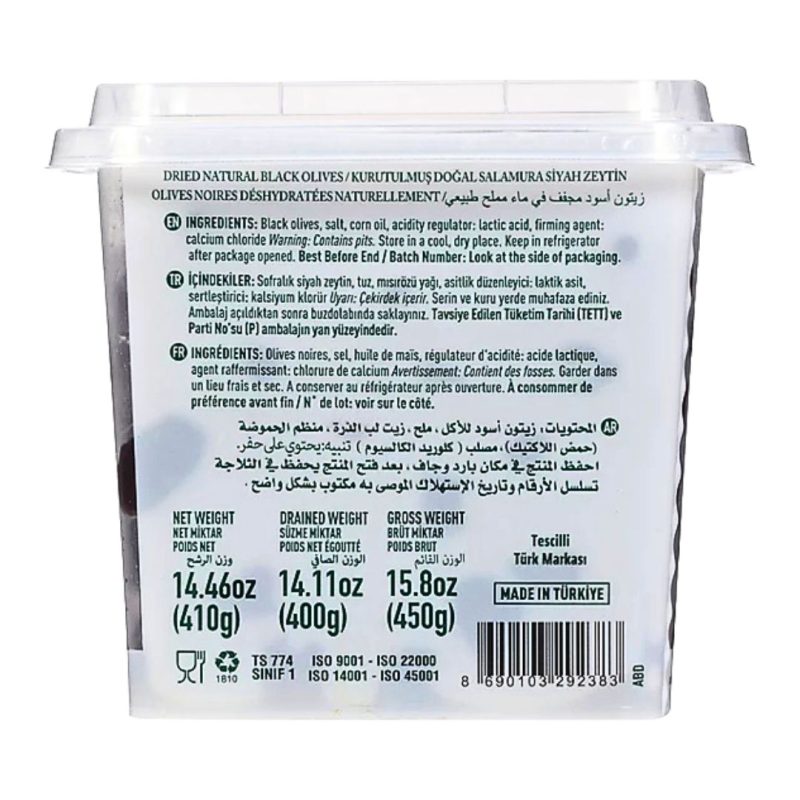 DRIED NATURAL BLACK OLIVES / KURUTULMUŞ DOĞAL SALAMURA SİYAH ZEYTİN
OLIVES NOIRES DÉSHYDRATÉES NATURELLEMENT / زيتون أسود مجفف في ماء مملح طبيعي
EN INGREDIENTS: Black olives, salt, corn oil, acidity regulator: lactic acid, firming agent:
calcium chloride Warning: Contains pits. Store in a cool, dry place. Keep in refrigerator
after package opened. Best Before End / Batch Number: Look at the side of packaging.
TR İÇİNDEKİLER: Sofralık siyah zeytin, tuz, mısırözü yağı, asitlik düzenleyici: laktik asit,
sertleştirici: kalsiyum klorür Uyarı: Çekirdek içerir. Serin ve kuru yerde muhafaza ediniz.
Ambalaj açıldıktan sonra buzdolabında saklayınız. Tavsiye Edilen Tüketim Tarihi (TETT) ve
Parti No'su (P) ambalajın yan yüzeyindedir.
FR INGRÉDIENTS: Olives noires, sel, huile de maïs, régulateur d'acidité: acide lactique,
agent raffermissant: chlorure de calcium Avertissement: Contient des fosses. Garder dans
un lieu frais et sec. A conserver au réfrigérateur après ouverture. À consommer de
préférence avant fin / N° de lot: voir sur le côté.
AR المحتويات: زيتون أسود للأكل، ملح، زيت لب الذرة، منظم الحموضة
(حمض اللاكتيك)، مصلب (كلوريد الكالسيوم) تنبيه: يحتوي على حفر.
احفظ المنتج في مكان بارد وجاف، بعد فتح المنتج يحفظ في الثلاجة
تسلسل الأرقام وتاريخ الإستهلاك الموصى به مكتوب بشكل واضح.
NET WEIGHT DRAINED WEIGHT GROSS WEIGHT
NET MİKTAR SÜZME MİKTAR BRÜT MİKTAR
POIDS NET POIDS NET ÉGOUTTÉ POIDS BRUT
وزن الرشح الوزن الصافي الوزن القائم
14.46oz 14.11oz 15.8oz
(410g) (400g) (450g)
Tescilli
Türk Markası
MADE IN TÜRKİYE
1810
TS 774 ISO 9001 - ISO 22000
SINIF 1 ISO 14001 - ISO 45001
8 690103 292383
ABD